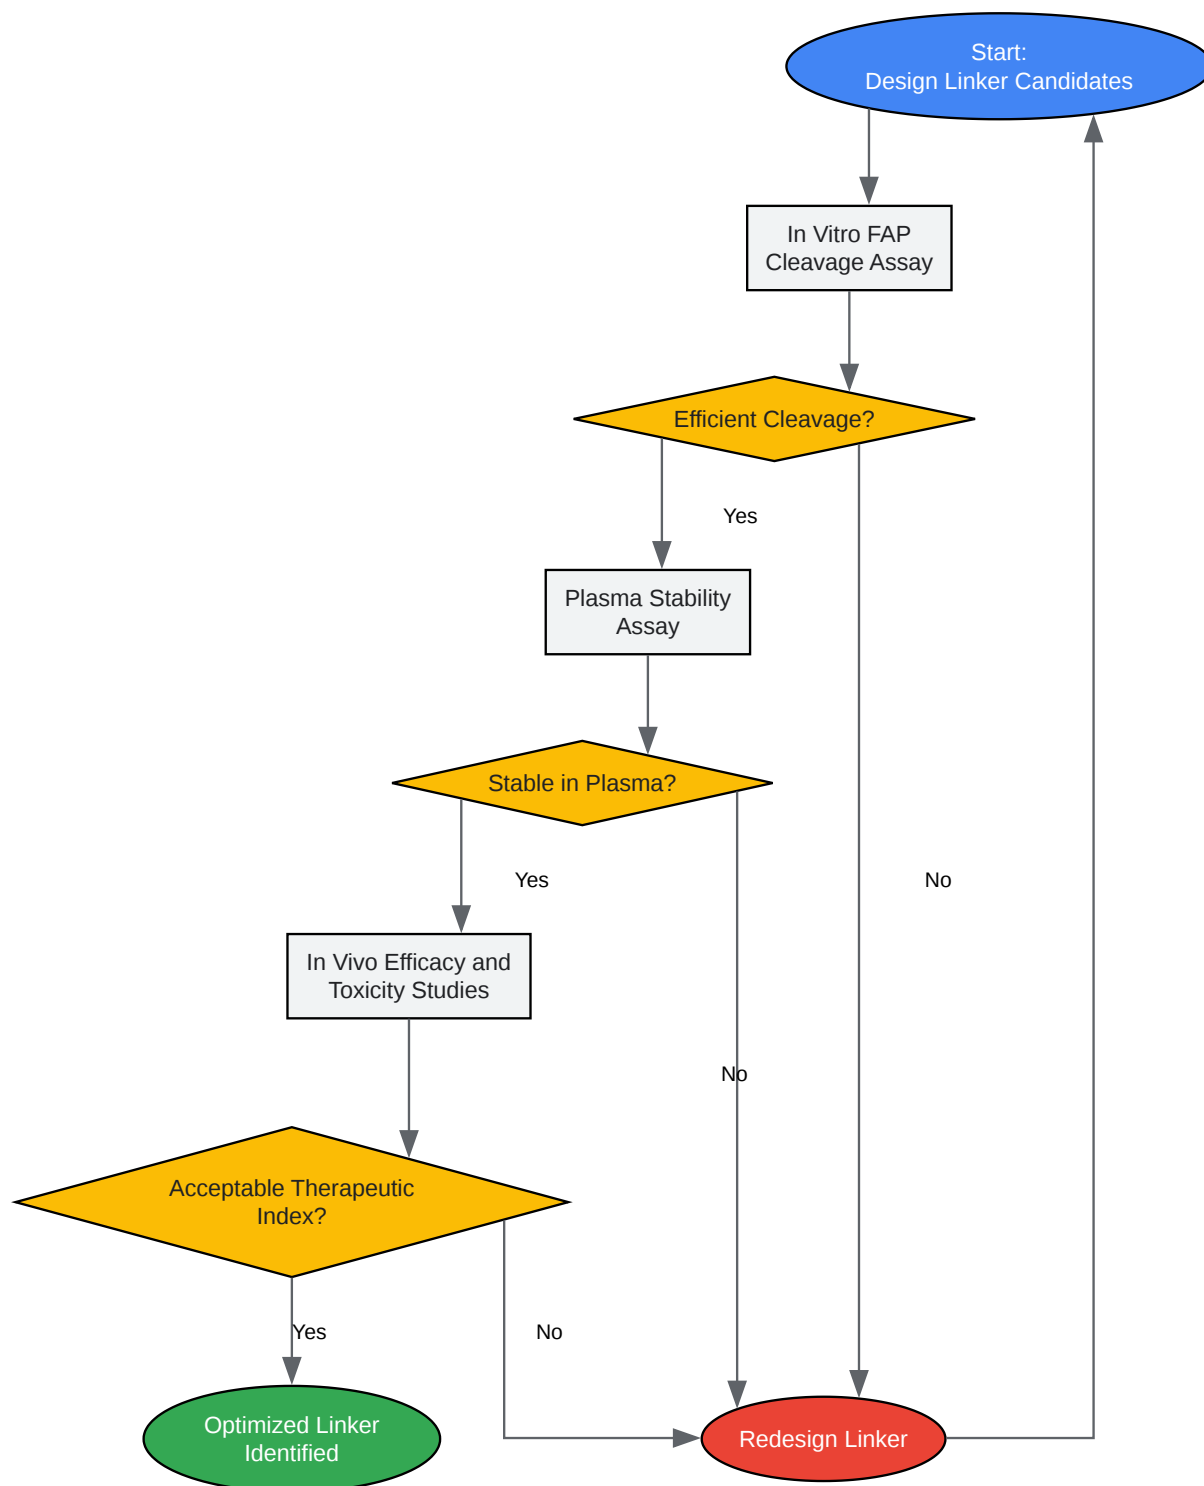 Start:
Design Linker Candidates
In Vitro FAP
Cleavage Assay
Efficient Cleavage?
Yes
Plasma Stability
Assay
Stable in Plasma?
Yes
No
In Vivo Efficacy and
Toxicity Studies
No
Acceptable Therapeutic
Index?
Yes
No
Optimized Linker
Identified
Redesign Linker